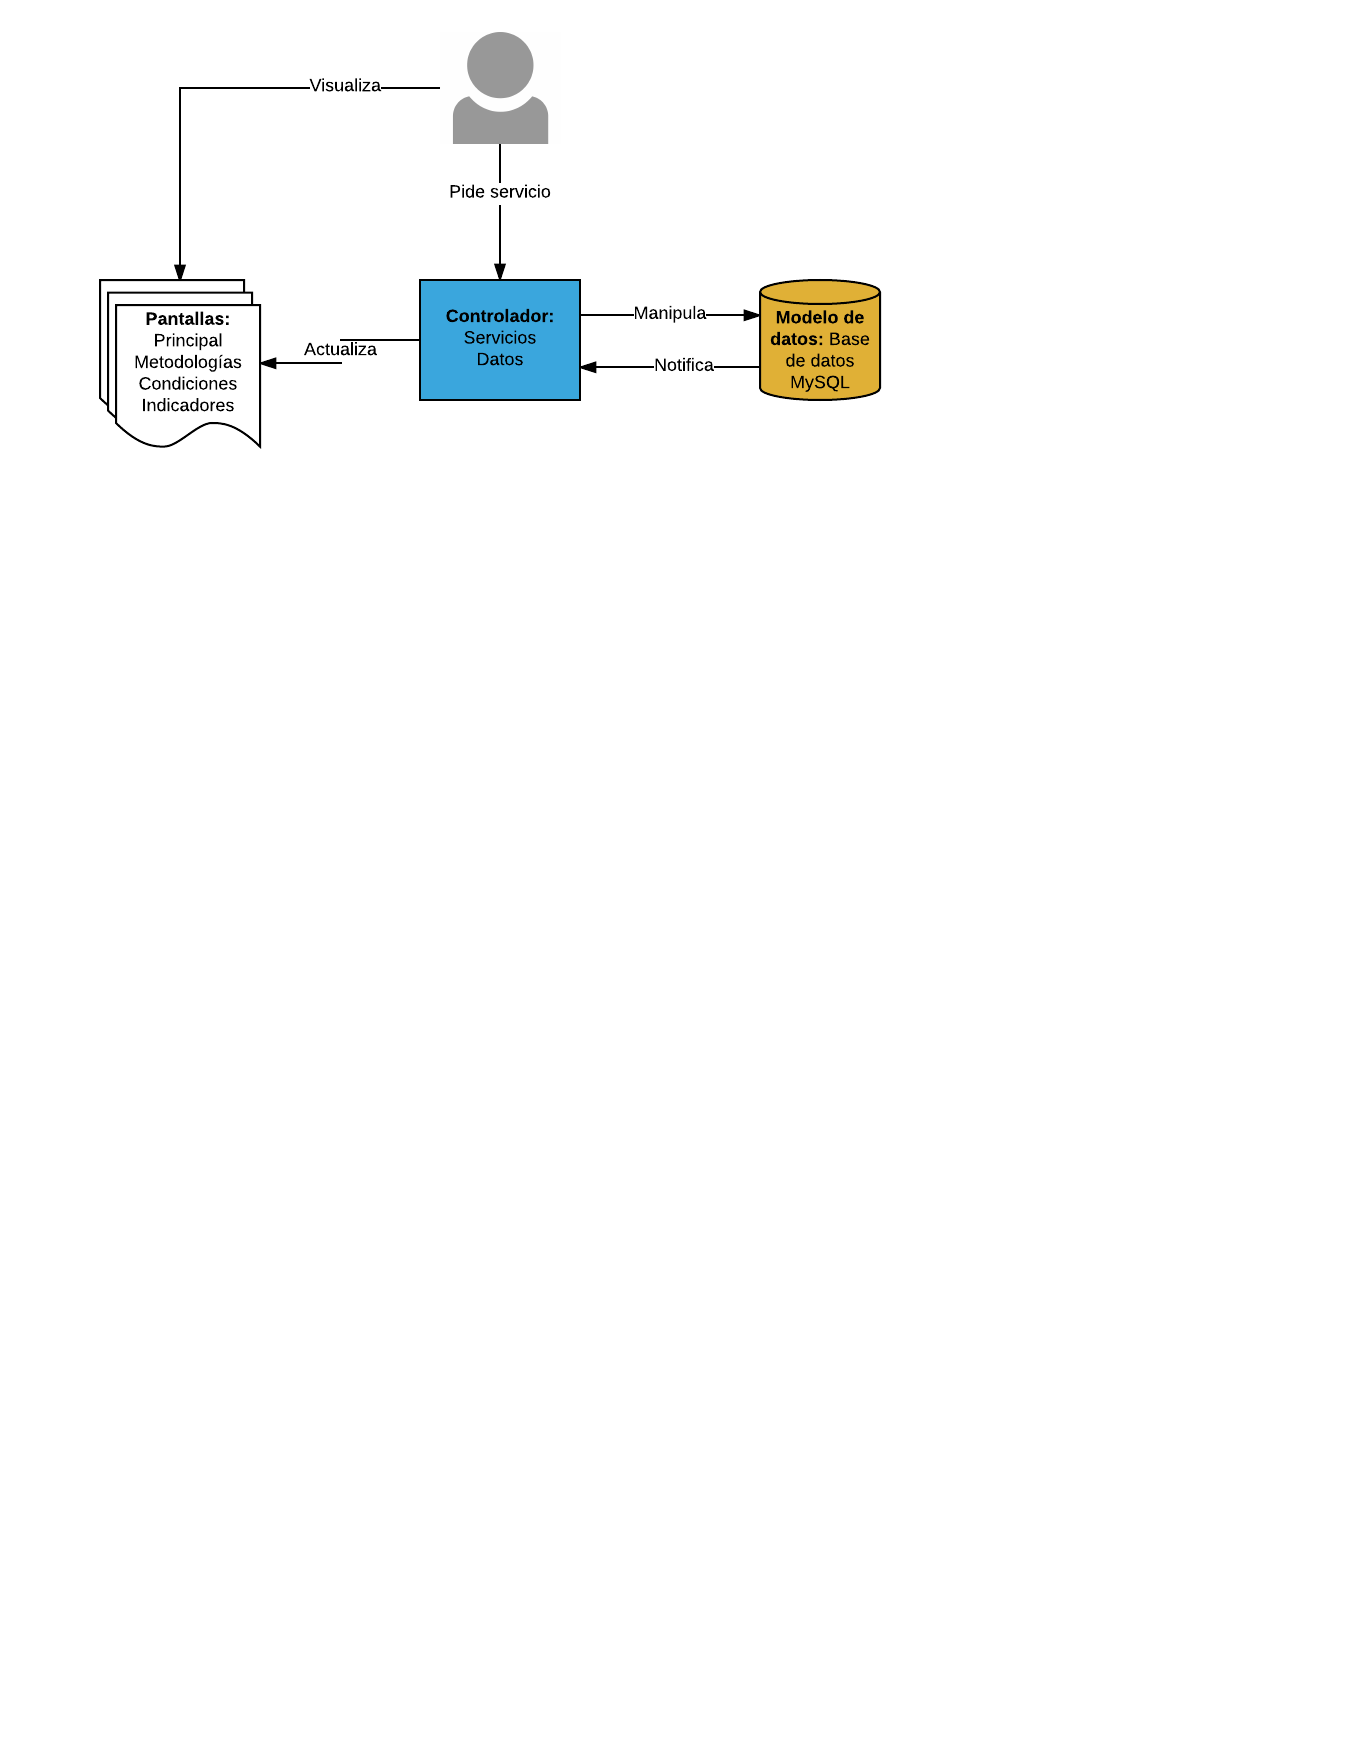 Visualiza
Pide servicio
Pantallas:
Principal
Metodologías
Condiciones
Indicadores
Actualiza
Controlador:
Servicios
Datos
Manipula
Notifica
Modelo de
datos: Base
de datos
MySQL